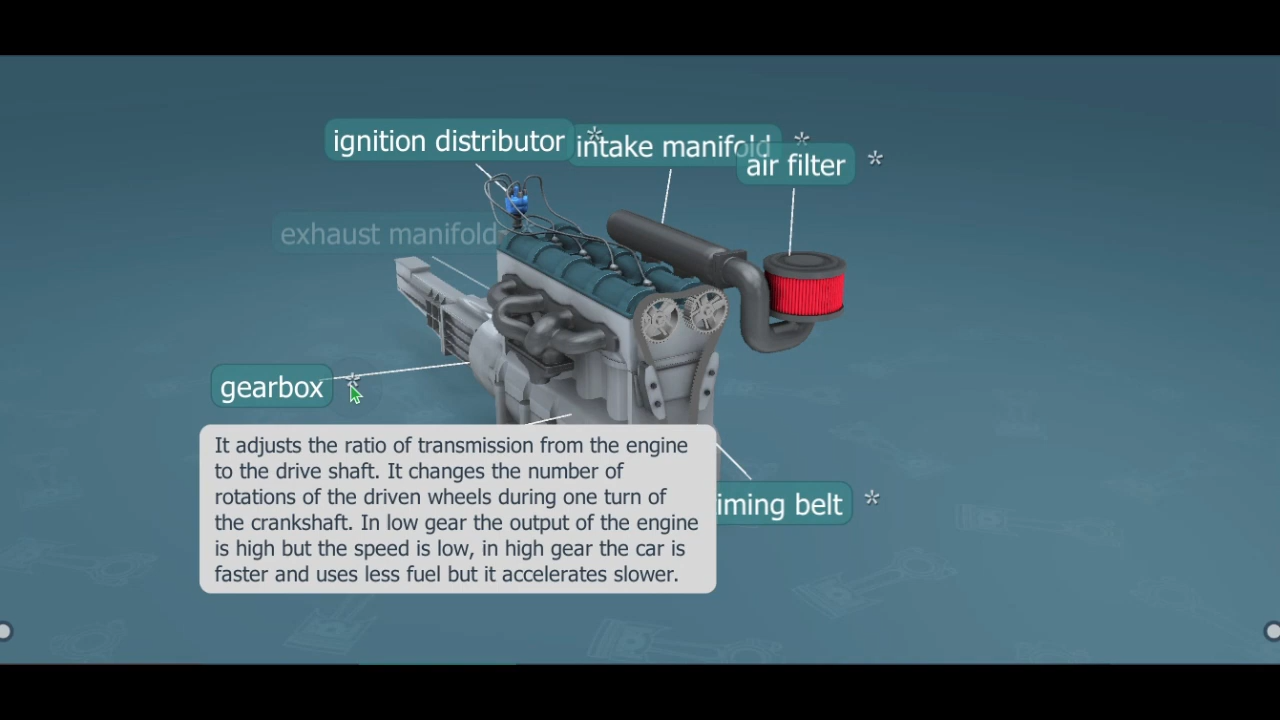 ignition distributor
intake manifold
air filter
exhaust manifold
gearbox
It adjusts the ratio of transmission from the engine
to the drive shaft. It changes the number of
rotations of the driven wheels during one turn of
the crankshaft. In low gear the output of the engine
is high but the speed is low, in high gear the car is
faster and uses less fuel but it accelerates slower.
iming belt